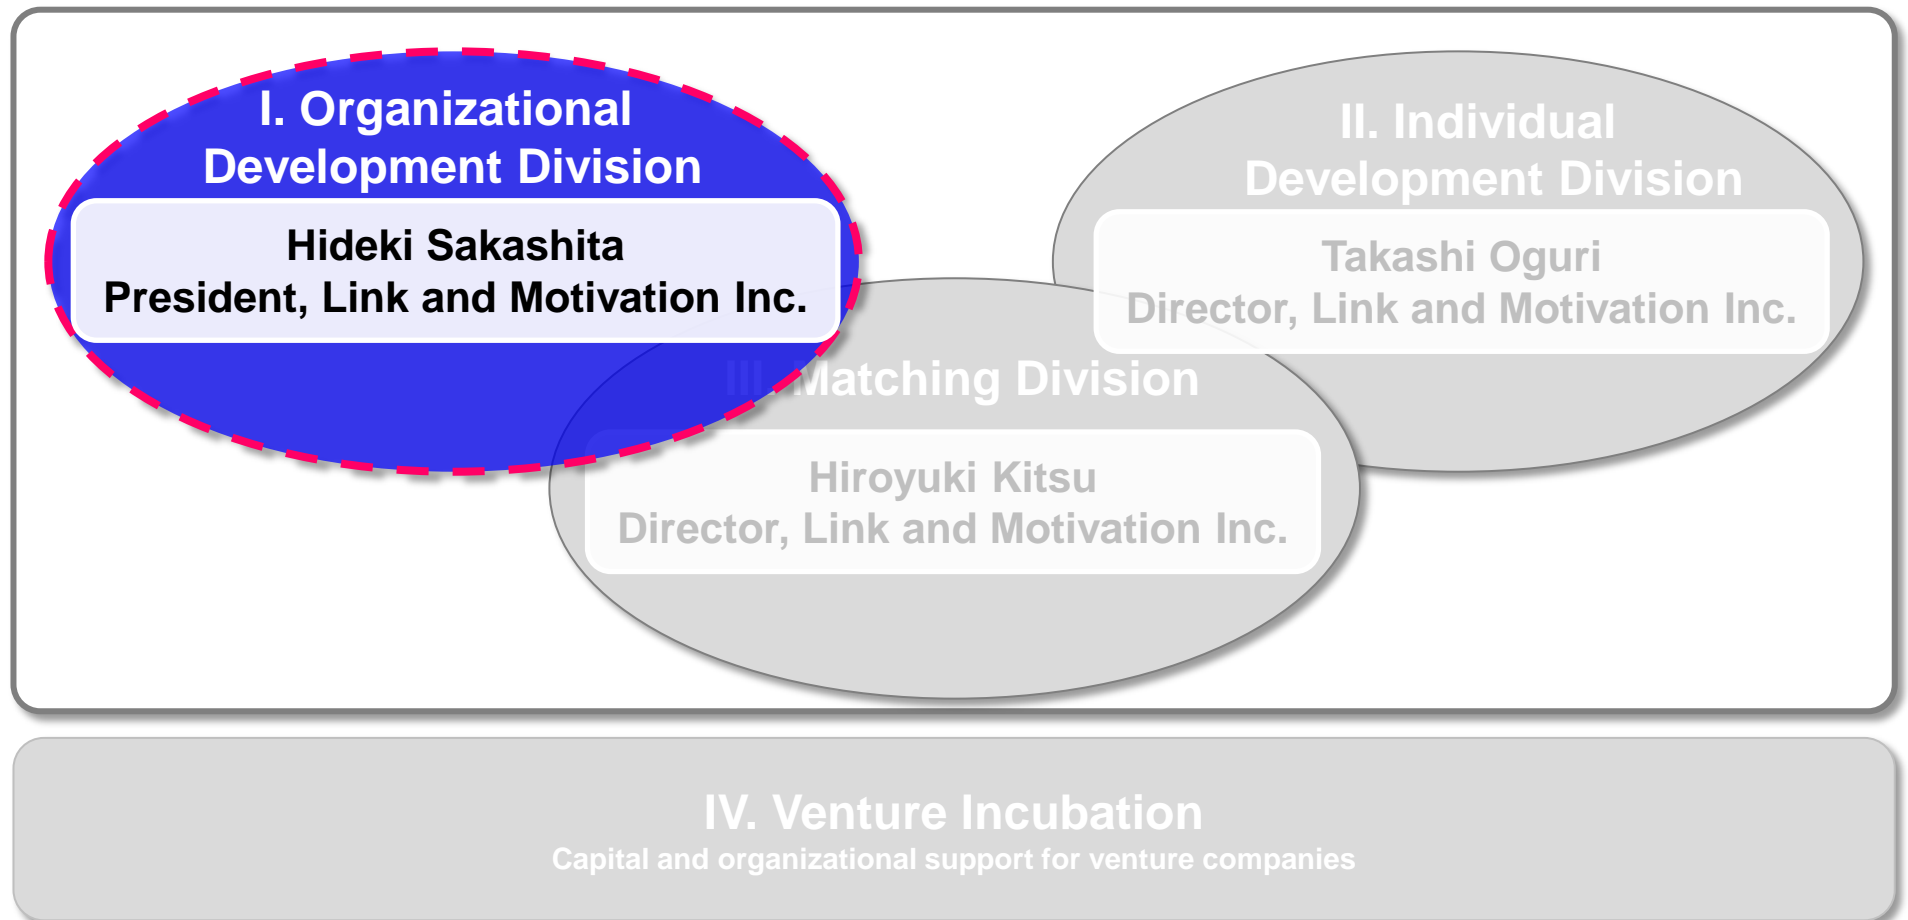 I. Organizational
Development Division
Hideki Sakashita
President, Link and Motivation Inc.
II. Individual
Development Division
Takashi Oguri
Director, Link and Motivation Inc.
III. Matching Division
Hiroyuki Kitsu
Director, Link and Motivation Inc.
IV. Venture Incubation
Capital and organizational support for venture companies